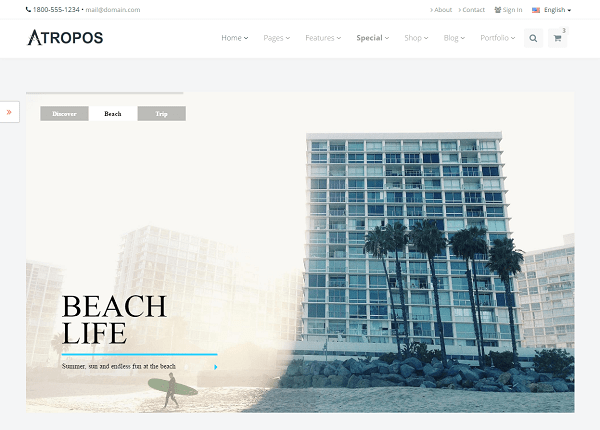 1800-555-1234 • mail@domain.com
About Contact Sign In English
ATROPOS
Home Pages Features Special Shop Blog Portfolio 3
Discover Beach Trip
BEACH
LIFE
Summer, sun and endless fun at the beach